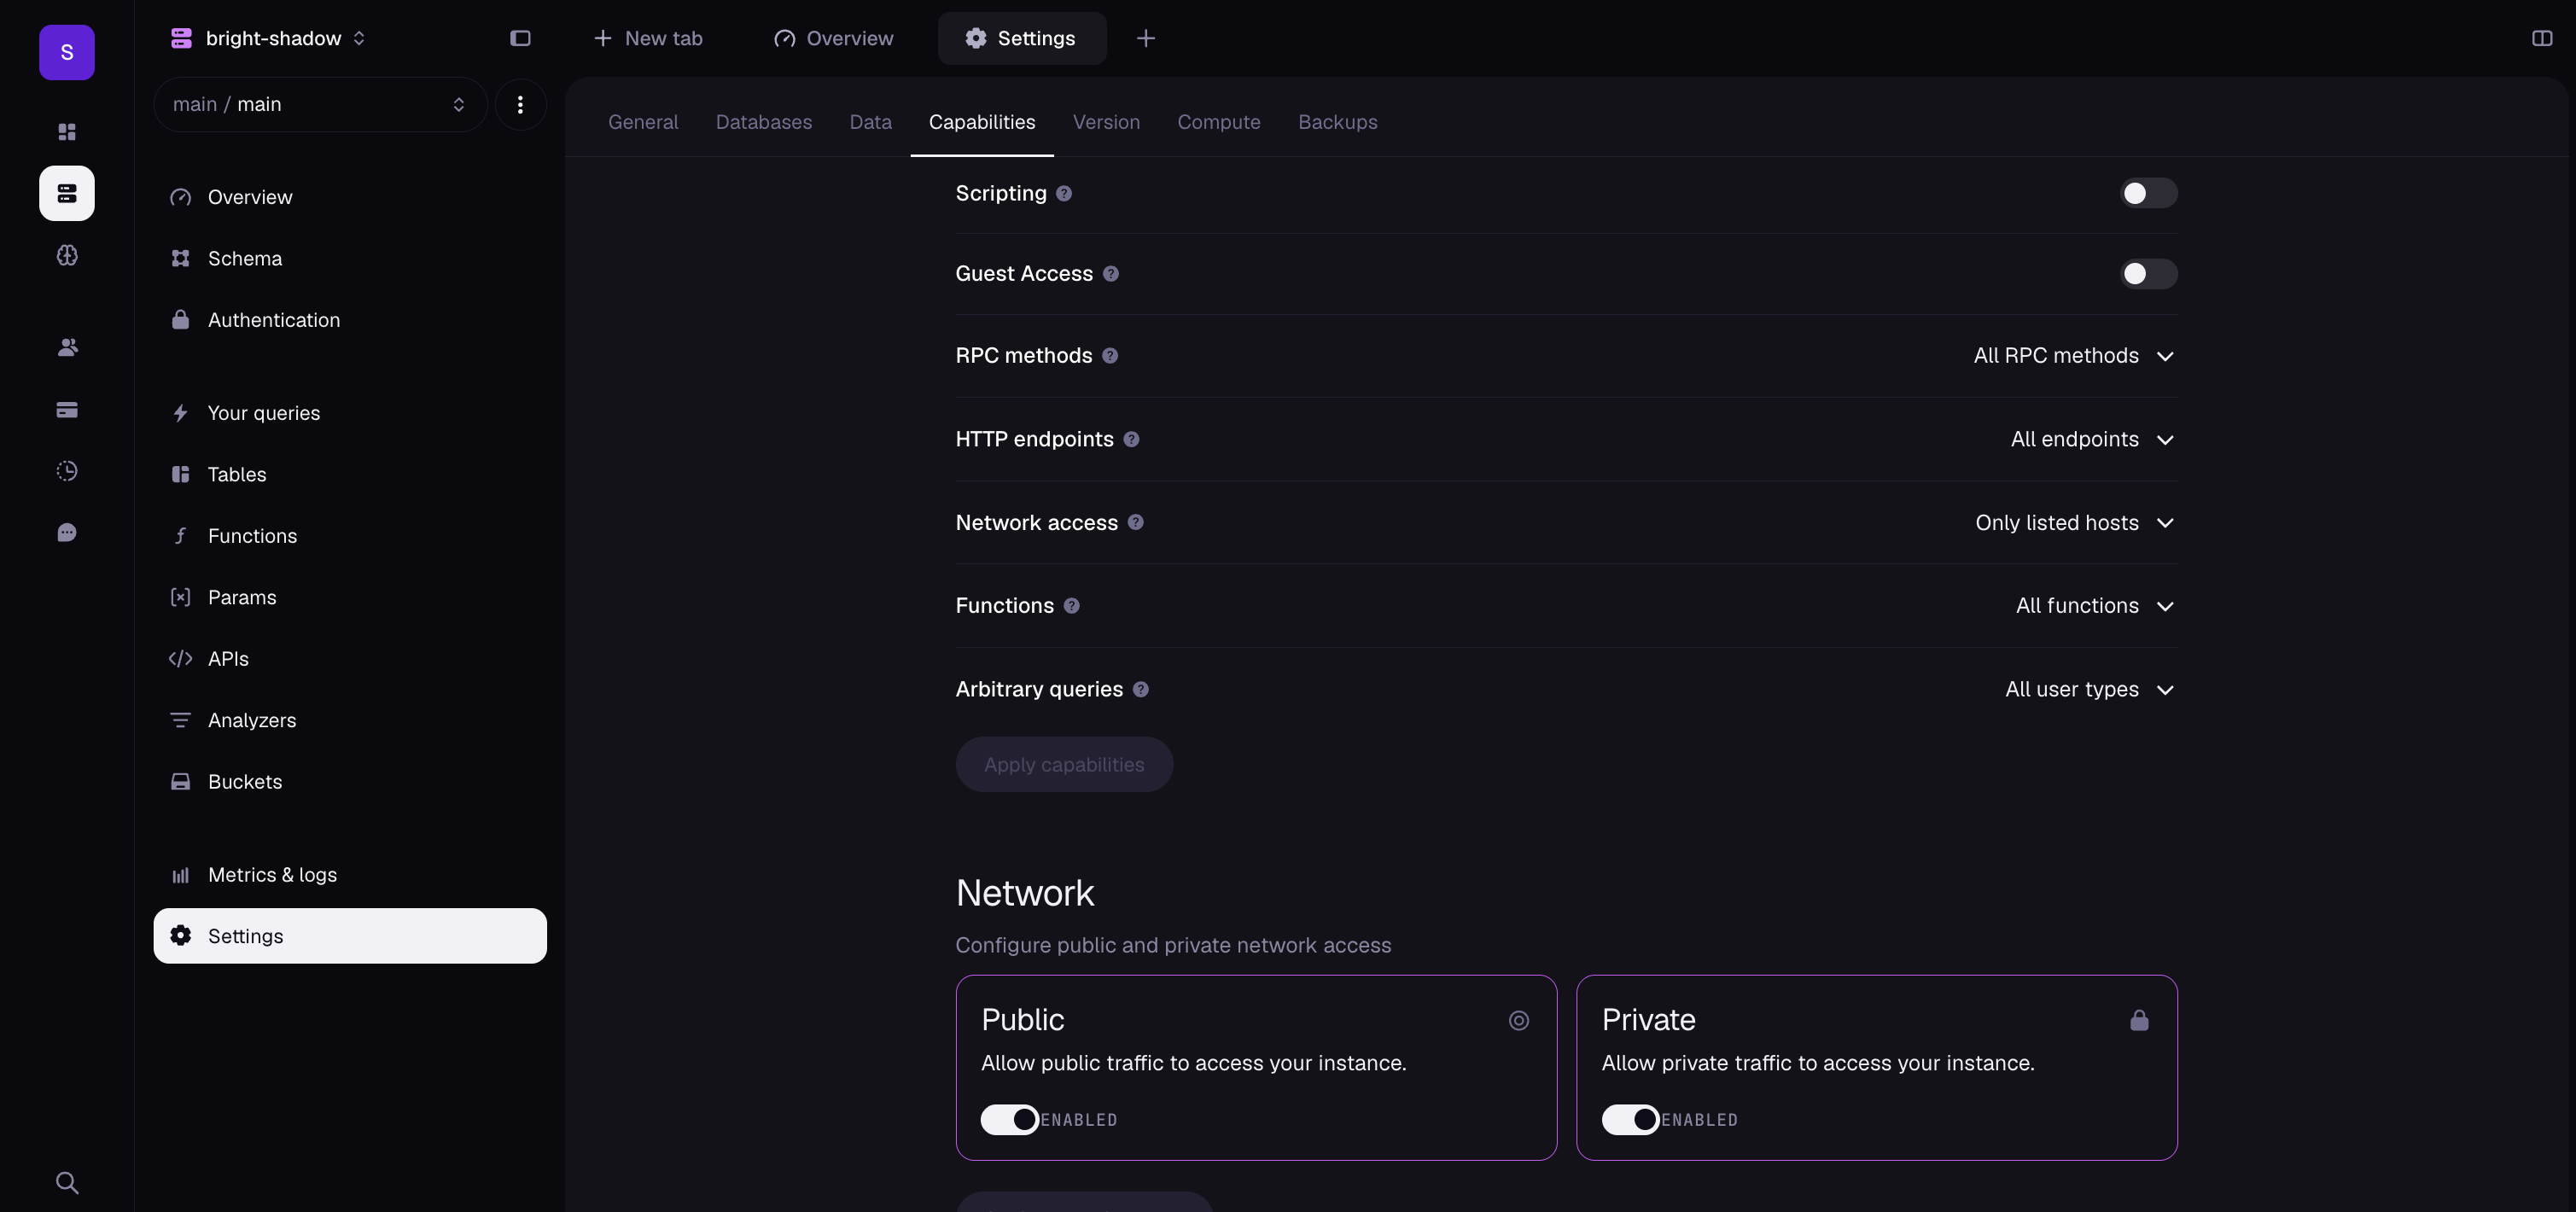 S
bright-shadow
New tab
Overview
Settings
main / main
General
Databases
Data
Capabilities
Version
Compute
Backups
Overview
Schema
Authentication
Your queries
Tables
Functions
Params
APIs
Analyzers
Buckets
Metrics & logs
Settings
Scripting
Guest Access
RPC methods
All RPC methods
HTTP endpoints
All endpoints
Network access
Only listed hosts
Functions
All functions
Arbitrary queries
All user types
Apply capabilities
Network
Configure public and private network access
Public
Allow public traffic to access your instance.
ENABLED
Private
Allow private traffic to access your instance.
ENABLED